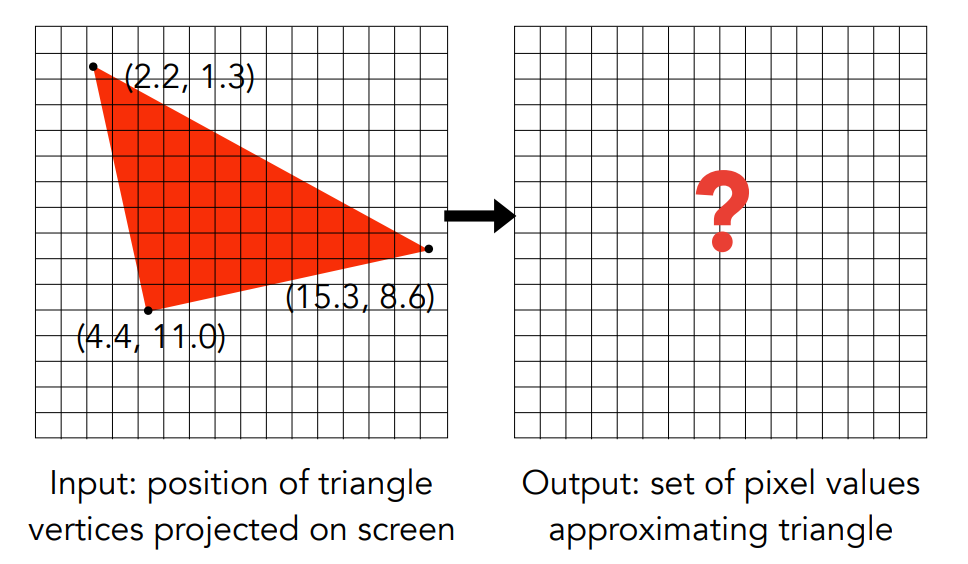 (2.2, 1.3)
?
(15.3, 8.6)
(4.4, 11.0)
Input: position of triangle
vertices projected on screen
Output: set of pixel values
approximating triangle